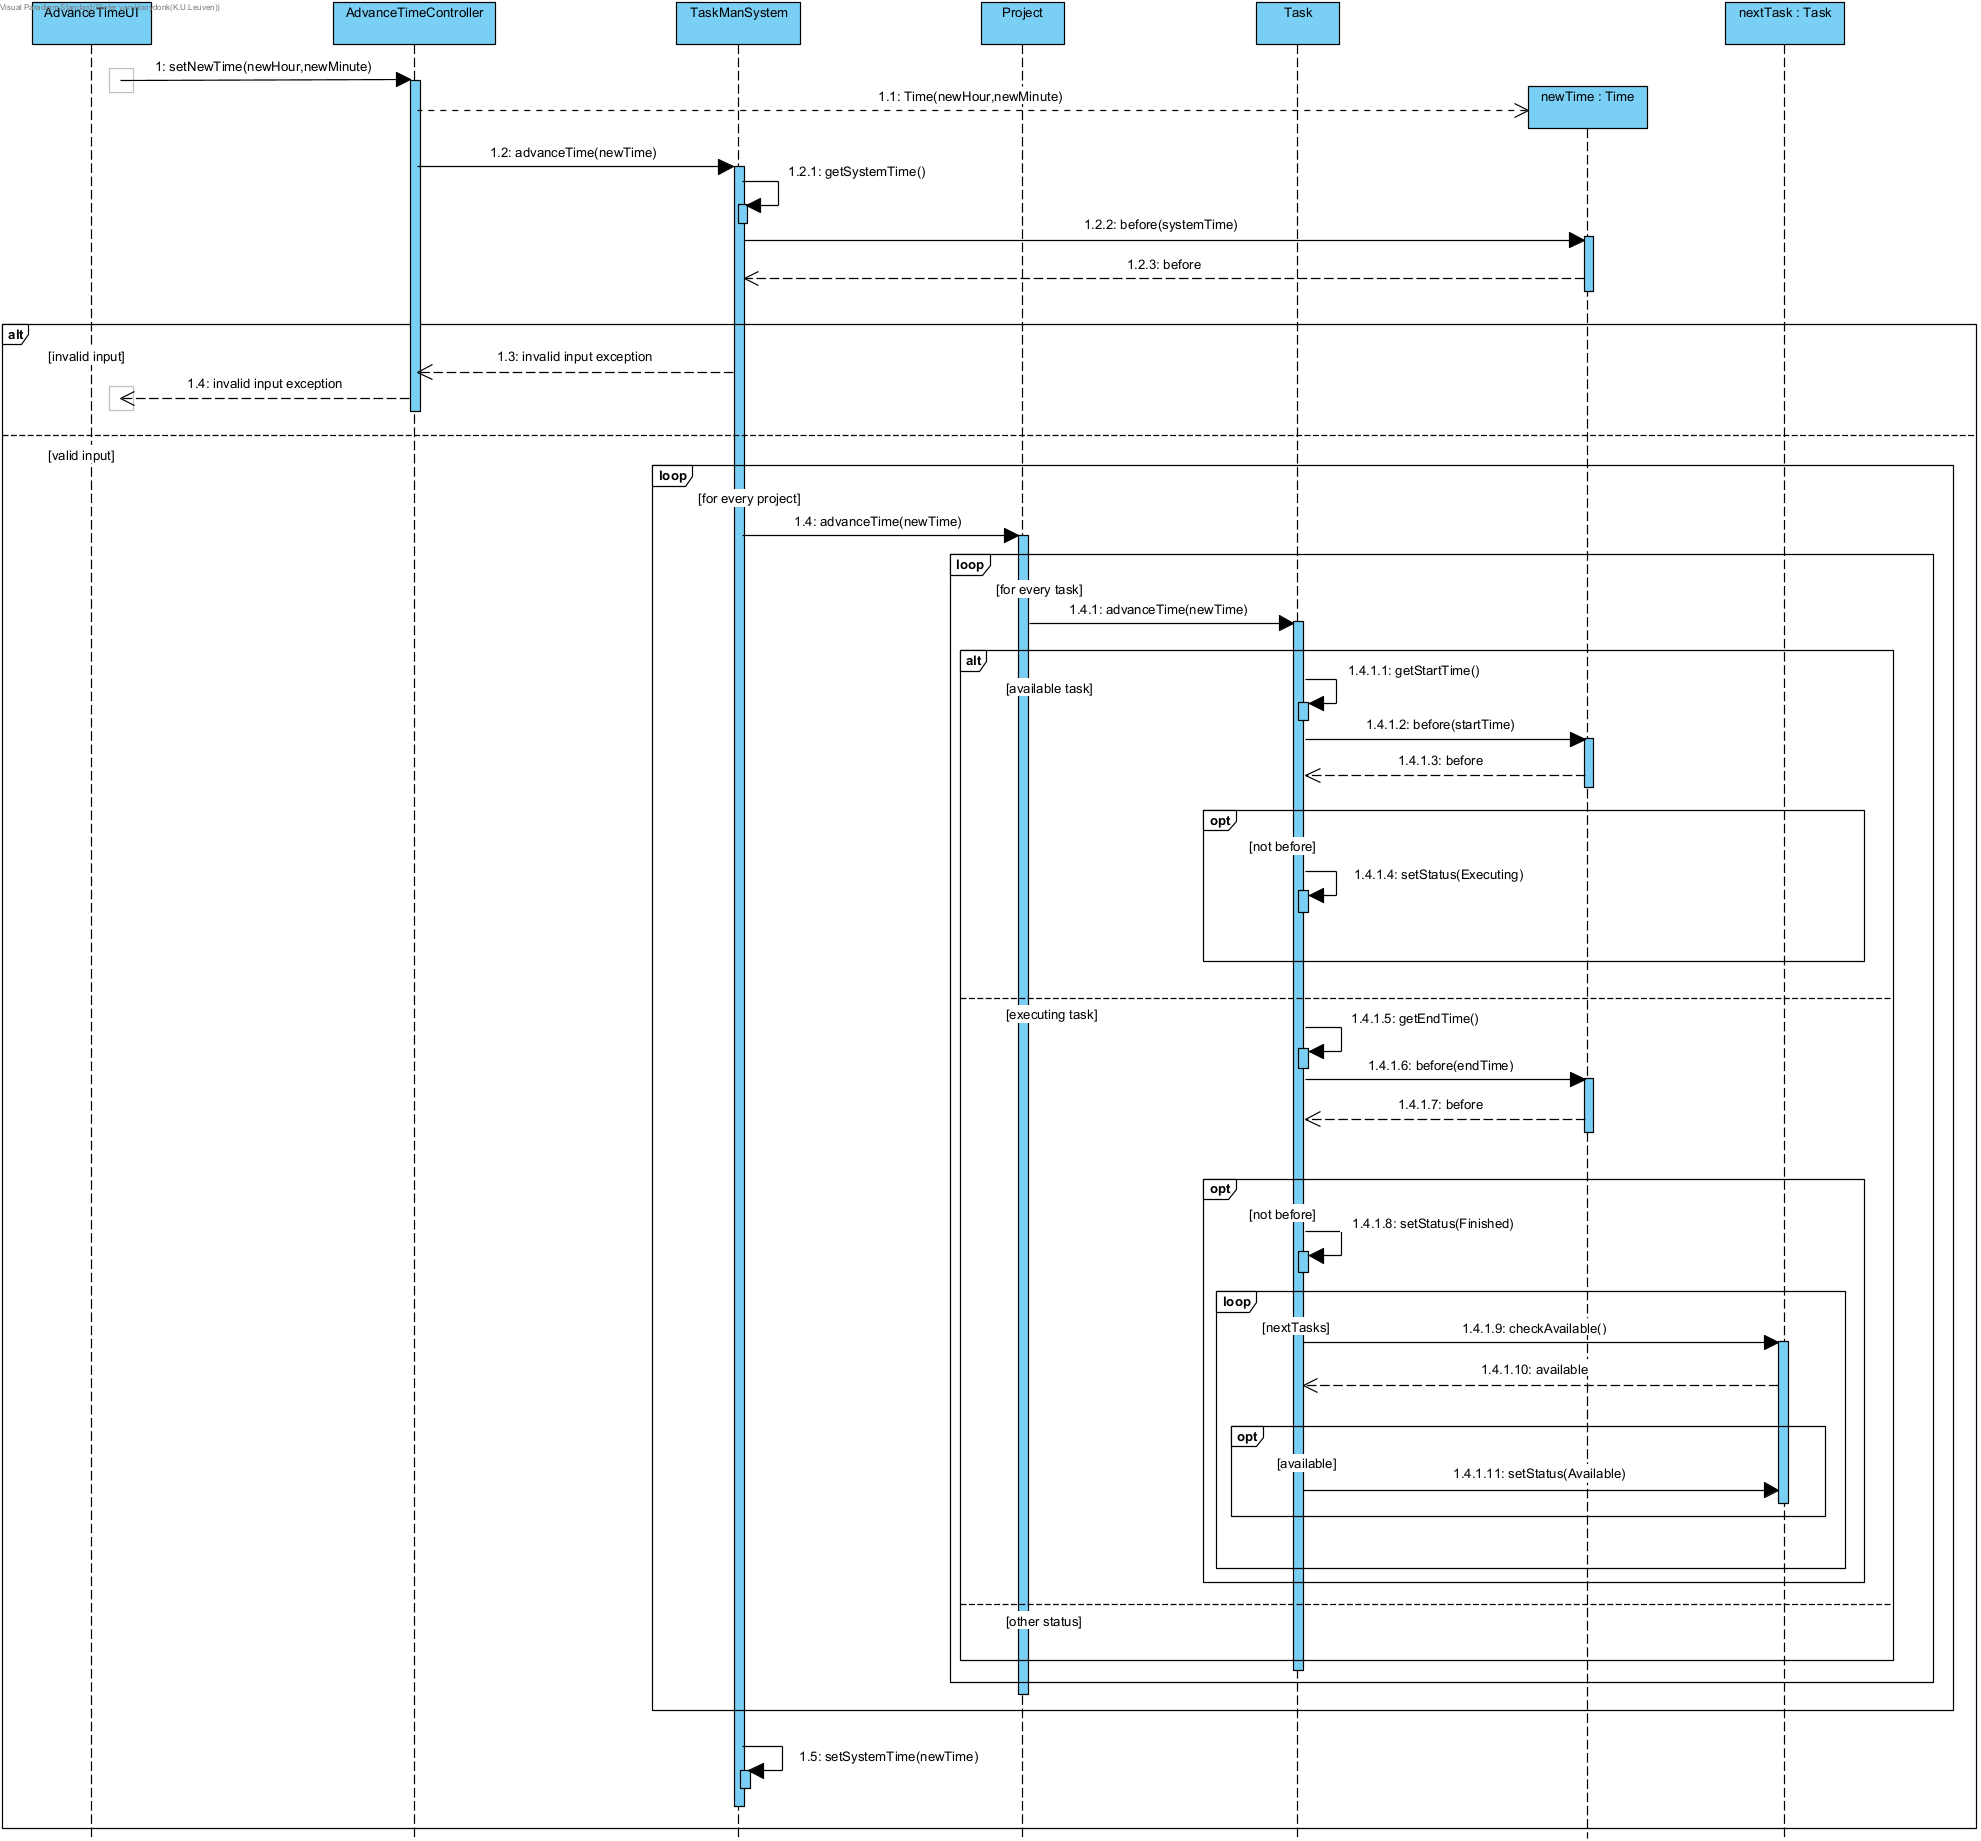 AdvanceTimeUI
AdvanceTimeController
TaskManSystem
Project
Task
nextTask : Task
1: setNewTime(newHour,newMinute)
1.1: Time(newHour,newMinute)
newTime : Time
1.2: advanceTime(newTime)
1.2.1: getSystemTime()
1.2.2: before(systemTime)
1.2.3: before
alt
[invalid input]
1.3: invalid input exception
1.4: invalid input exception
[valid input]
loop
[for every project]
1.4: advanceTime(newTime)
loop
[for every task]
1.4.1: advanceTime(newTime)
alt
[available task]
1.4.1.1: getStartTime()
1.4.1.2: before(startTime)
1.4.1.3: before
opt
[not before]
1.4.1.4: setStatus(Executing)
[executing task]
1.4.1.5: getEndTime()
1.4.1.6: before(endTime)
1.4.1.7: before
opt
[not before]
1.4.1.8: setStatus(Finished)
loop
[nextTasks]
1.4.1.9: checkAvailable()
1.4.1.10: available
opt
[available]
1.4.1.11: setStatus(Available)
[other status]
1.5: setSystemTime(newTime)